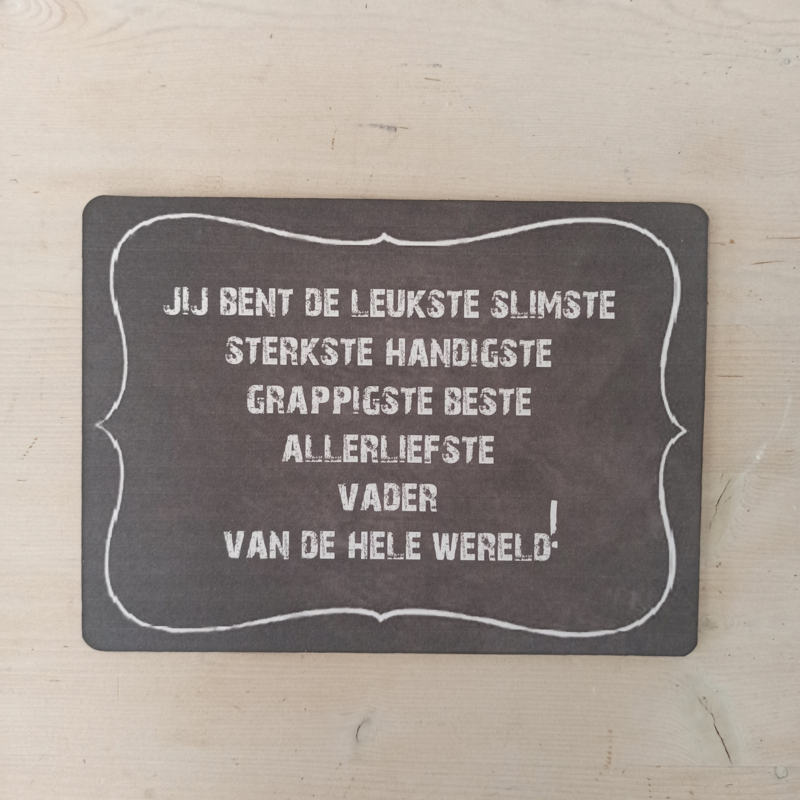 JIJ BENT DE LEUKSTE SLIMSTE
STERKSTE HANDIGSTE
GRAPPIGSTE BESTE
ALLERLIEFSTE
VADER
VAN DE HELE WERELD!